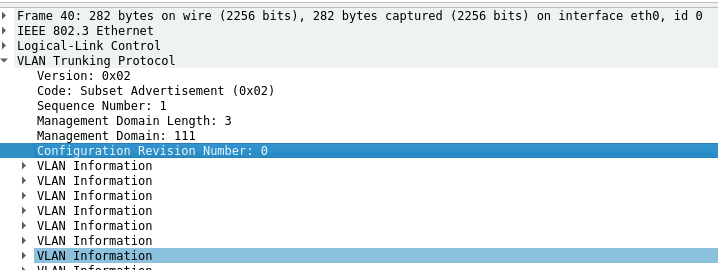 Frame 40: 282 bytes on wire (2256 bits), 282 bytes captured (2256 bits) on interface eth0, id 0
IEEE 802.3 Ethernet
Logical-Link Control
VLAN Trunking Protocol
Version: 0x02
Code: Subset Advertisement (0x02)
Sequence Number: 1
Management Domain Length: 3
Management Domain: 111
Configuration Revision Number: 0
VLAN Information
VLAN Information
VLAN Information
VLAN Information
VLAN Information
VLAN Information
VLAN Information
VLAN Information